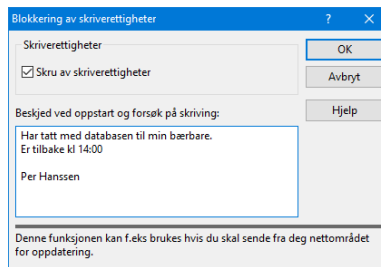 Blokkering av skriverettigheter
Skriverettigheter
Skru av skriverettigheter
OK
Avbryt
Hjelp
Beskjed ved oppstart og forsøk på skriving:
Har tatt med databasen til min bærbare.
Er tilbake kl 14:00
Per Hanssen
Denne funksjonen kan f.eks brukes hvis du skal sende fra deg nettområdet
for oppdatering.